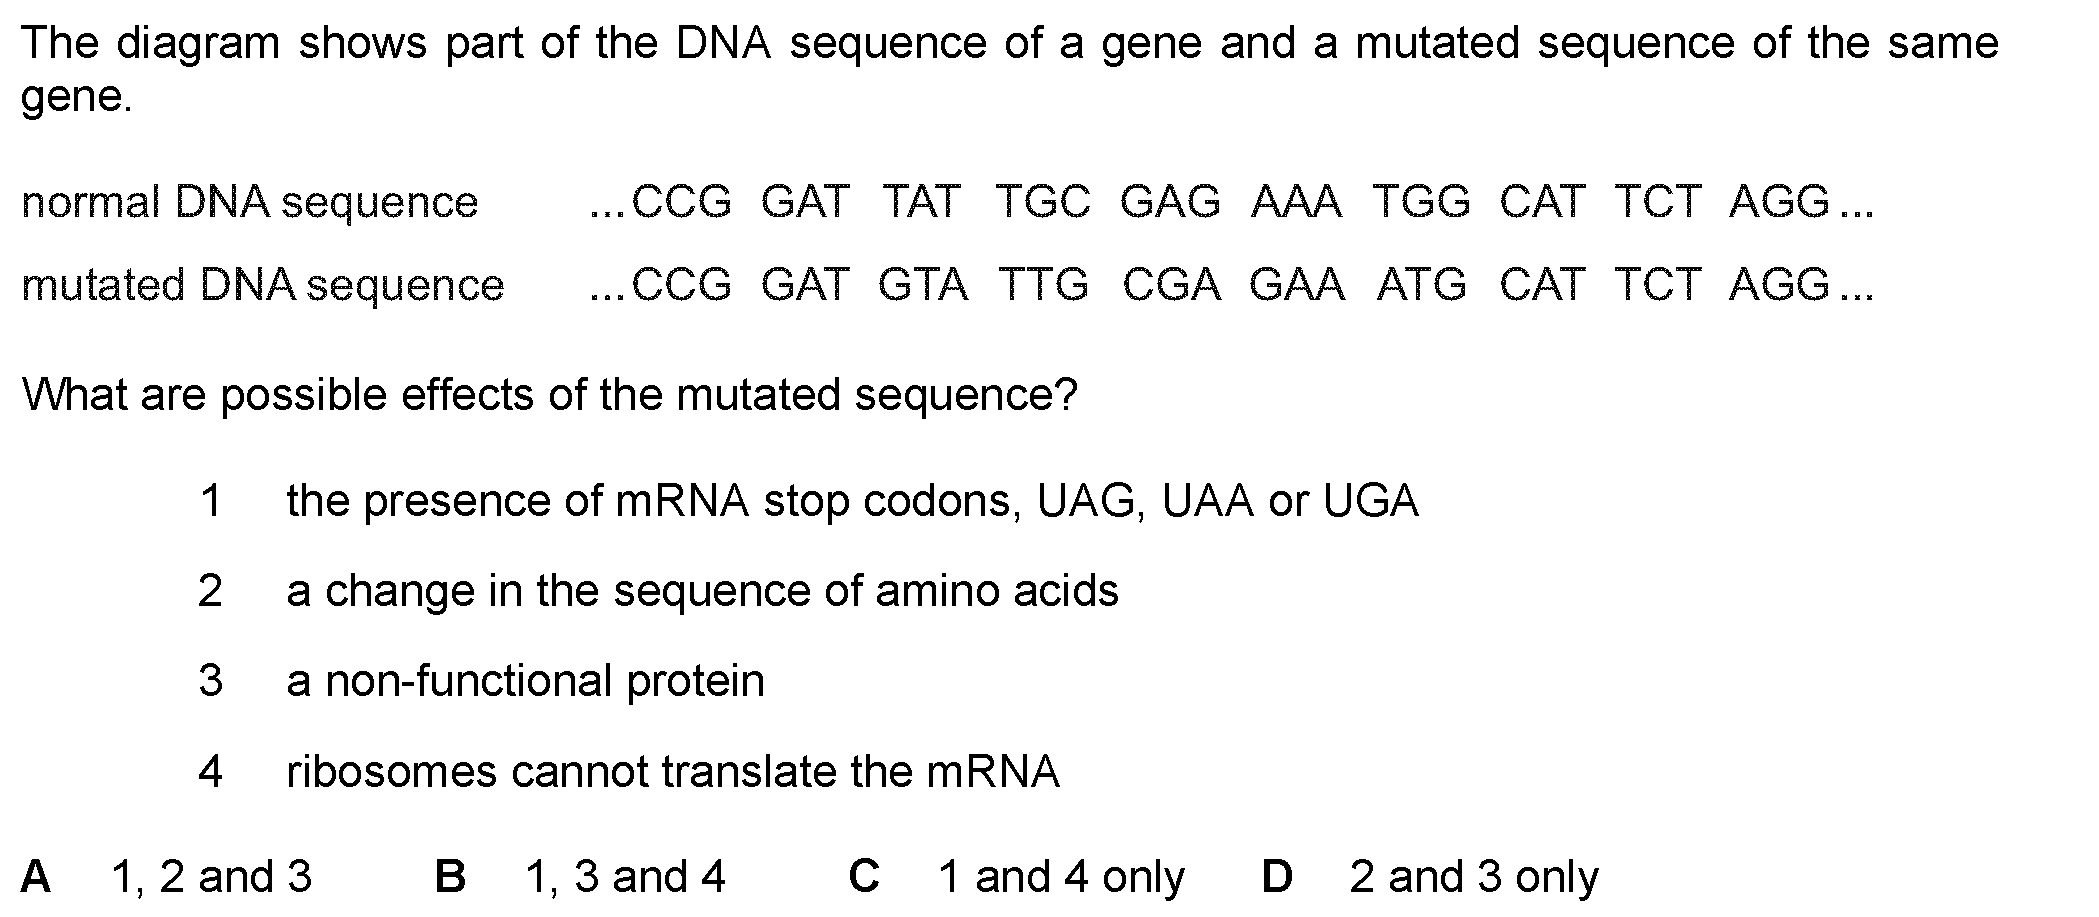 The diagram shows part of the DNA sequence of a gene and a mutated sequence of the same
gene.
normal DNA sequence ...CCG GAT TAT TGC GAG AAA TGG CAT TCT AGG...
mutated DNA sequence ...CCG GAT GTA TTG CGA GAA ATG CAT TCT AGG...
What are possible effects of the mutated sequence?
1 the presence of mRNA stop codons, UAG, UAA or UGA
2 a change in the sequence of amino acids
3 a non-functional protein
4 ribosomes cannot translate the mRNA
A 1, 2 and 3 B 1, 3 and 4 C 1 and 4 only D 2 and 3 only